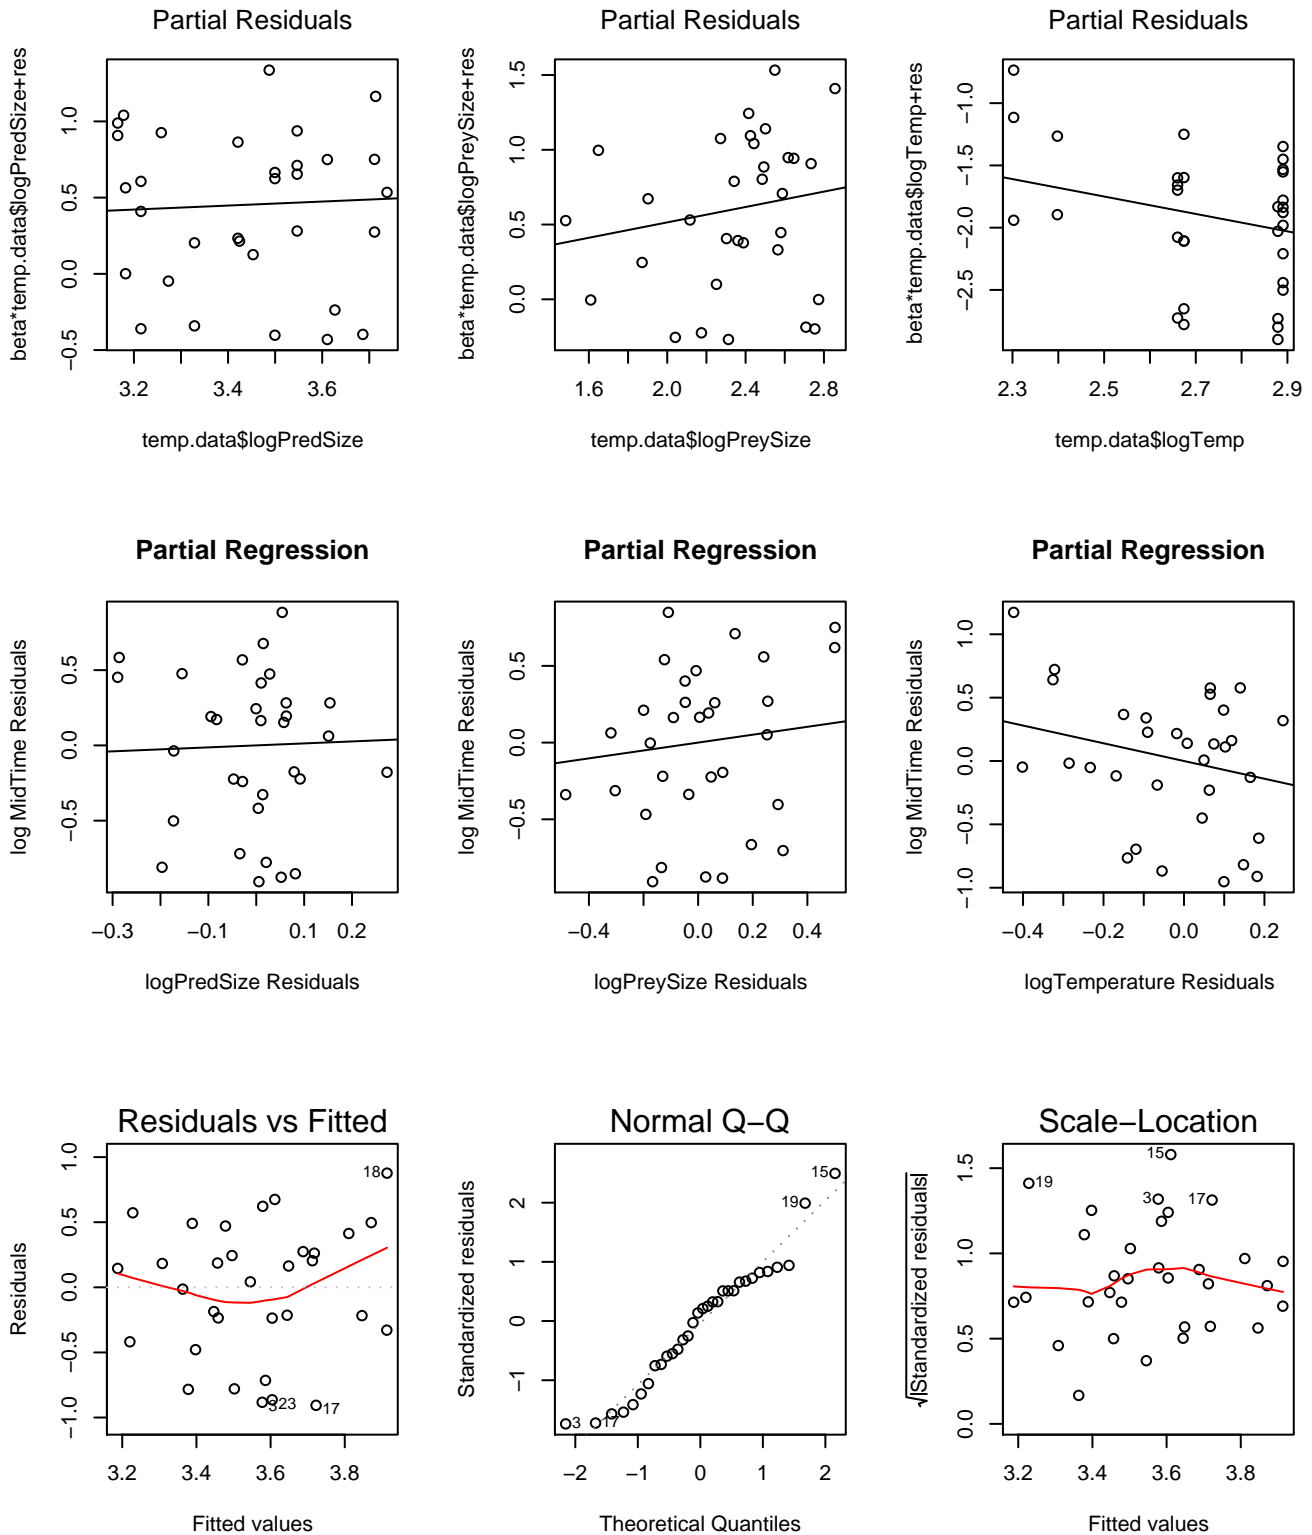 Partial Residuals
beta*temp.data$logPredSize+res
−0.5 0.0 0.5 1.0
3.2 3.4 3.6
temp.data$logPredSize
Partial Residuals
beta*temp.data$logPreySize+res
0.0 0.5 1.0 1.5
1.6 2.0 2.4 2.8
temp.data$logPreySize
Partial Residuals
beta*temp.data$logTemp+res
−2.5 −2.0 −1.5 −1.0
2.3 2.5 2.7 2.9
temp.data$logTemp
Partial Regression
log MidTime Residuals
−0.5 0.0 0.5
−0.3 −0.1 0.1 0.2
logPredSize Residuals
Partial Regression
log MidTime Residuals
−0.5 0.0 0.5
−0.4 0.0 0.2 0.4
logPreySize Residuals
Partial Regression
log MidTime Residuals
−1.0 −0.5 0.0 0.5 1.0
−0.4 −0.2 0.0 0.2
logTemperature Residuals
Residuals vs Fitted
Residuals
−1.0 −0.5 0.0 0.5 1.0
18
3
23
17
3.2 3.4 3.6 3.8
Fitted values
Normal Q−Q
Standardized residuals
−1 0 1 2
15
19
3
17
−2 −1 0 1 2
Theoretical Quantiles
Scale−Location
√|Standardized residuals|
0.0 0.5 1.0 1.5
15
19
3
17
3.2 3.4 3.6 3.8
Fitted values